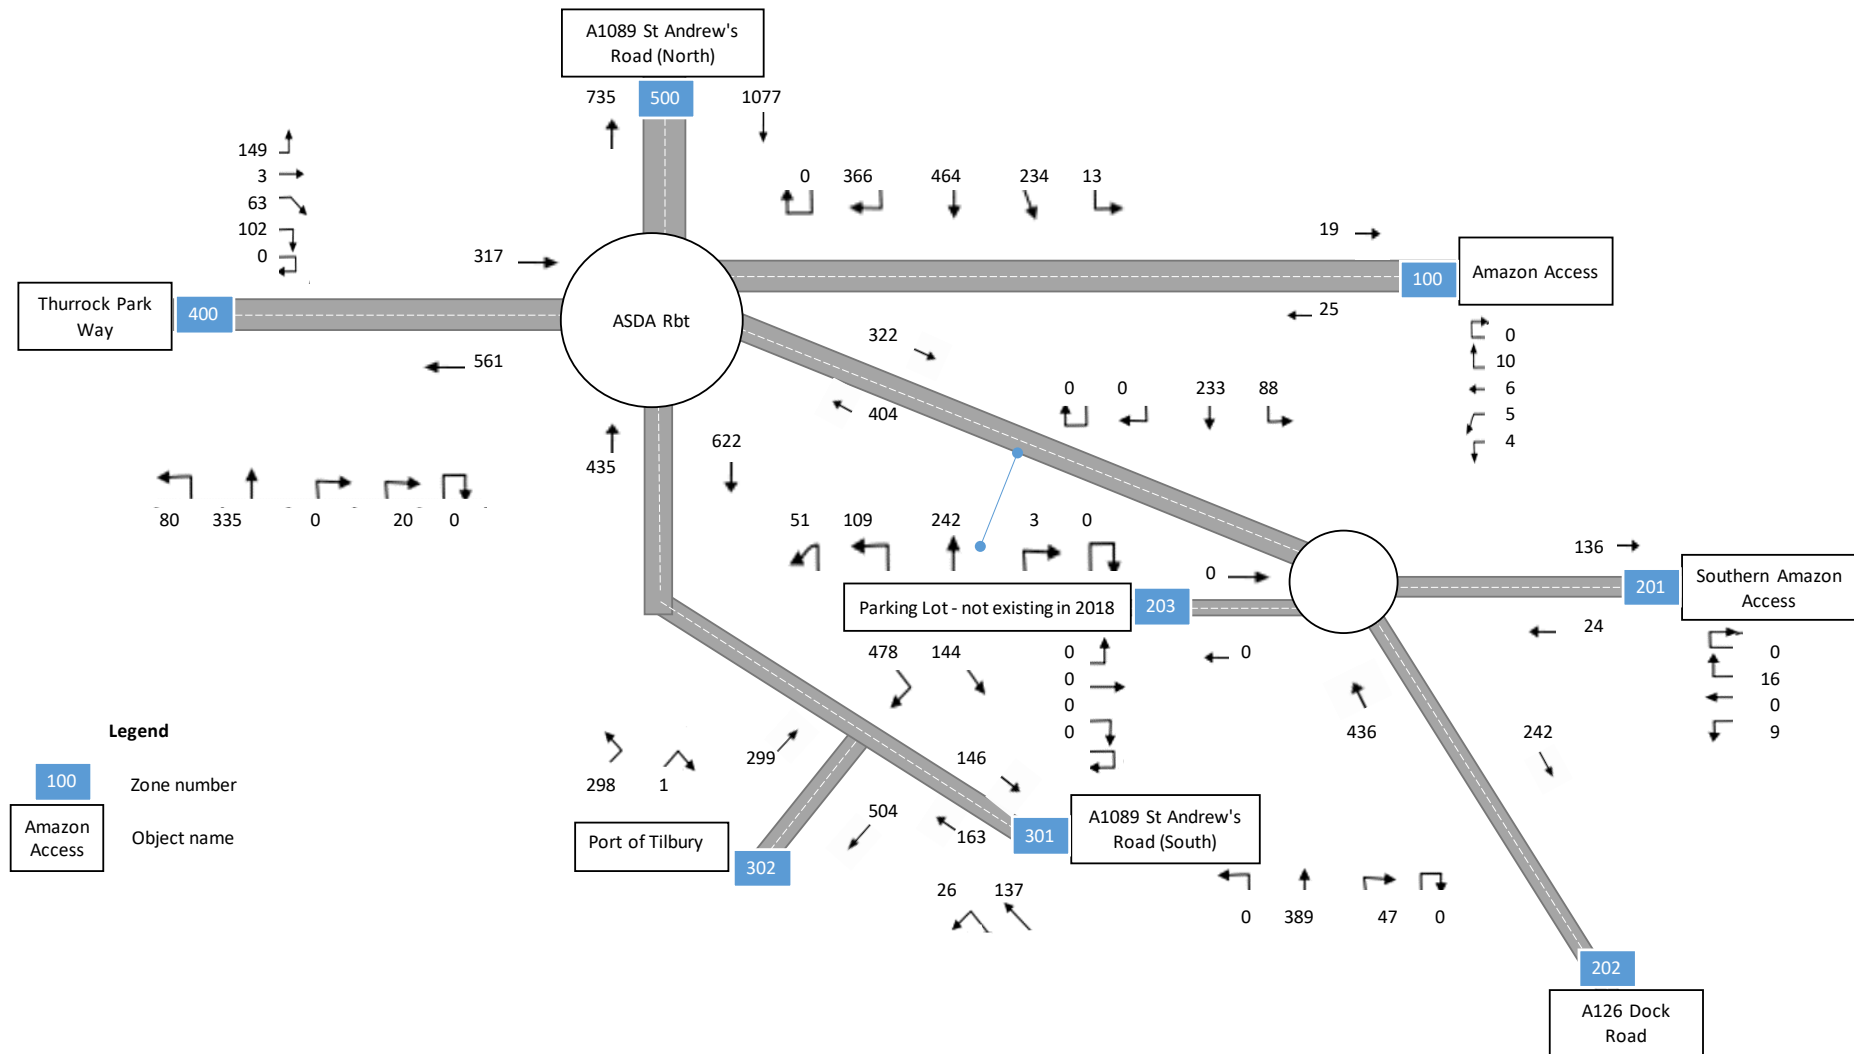 A1089 St Andrew's
Road (North)
735
500
1077
149
3
63
102
0
0 366 464 234 13
317
19
Thurrock Park
Way
400
ASDA Rbt
100
Amazon Access
25
561
322
404
0
10
6
5
4
0 0 233 88
435
622
80 335 0 20 0
51 109 242 3 0
136
0
Parking Lot - not existing in 2018
203
201
Southern Amazon
Access
24
478 144
0
0
0
0
0
0
16
0
9
436
242
Legend
100
Zone number
Amazon
Access
Object name
298 1
299
146
504
163
Port of Tilbury
302
301
A1089 St Andrew's
Road (South)
26 137
0 389 47 0
202
A126 Dock
Road